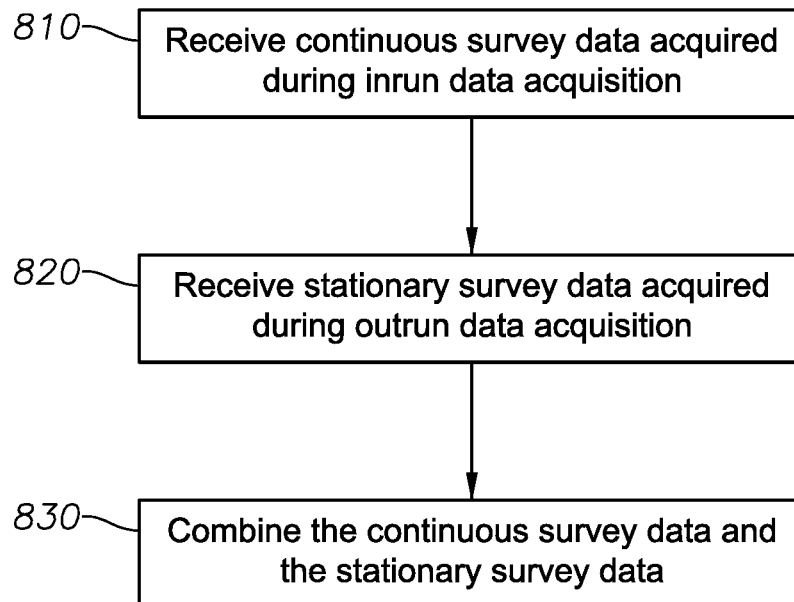 810
Receive continuous survey data acquired
during inrun data acquisition
820
Receive stationary survey data acquired
during outrun data acquisition
830
Combine the continuous survey data and
the stationary survey data